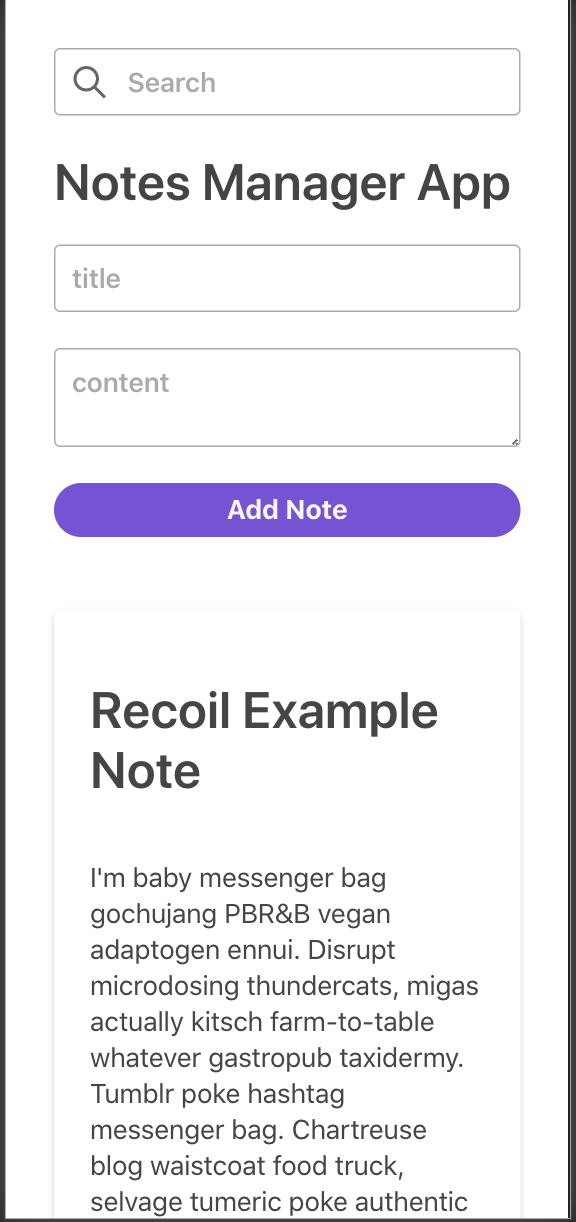 Search
Notes Manager App
title
content
Add Note
Recoil Example
Note
I'm baby messenger bag
gochujang PBR&B vegan
adaptogen ennui. Disrupt
microdosing thundercats, migas
actually kitsch farm-to-table
whatever gastropub taxidermy.
Tumblr poke hashtag
messenger bag. Chartreuse
blog waistcoat food truck,
selvage tumeric poke authentic